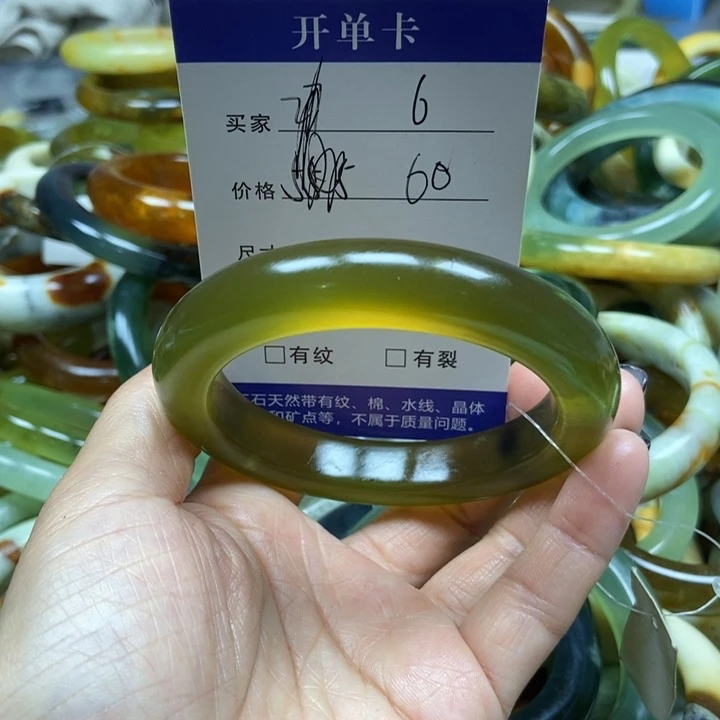 开单卡
买家 6
价格 60
□有纹 □有裂
石天然带有纹、棉、水线、晶体
和矿点等，不属于质量问题。